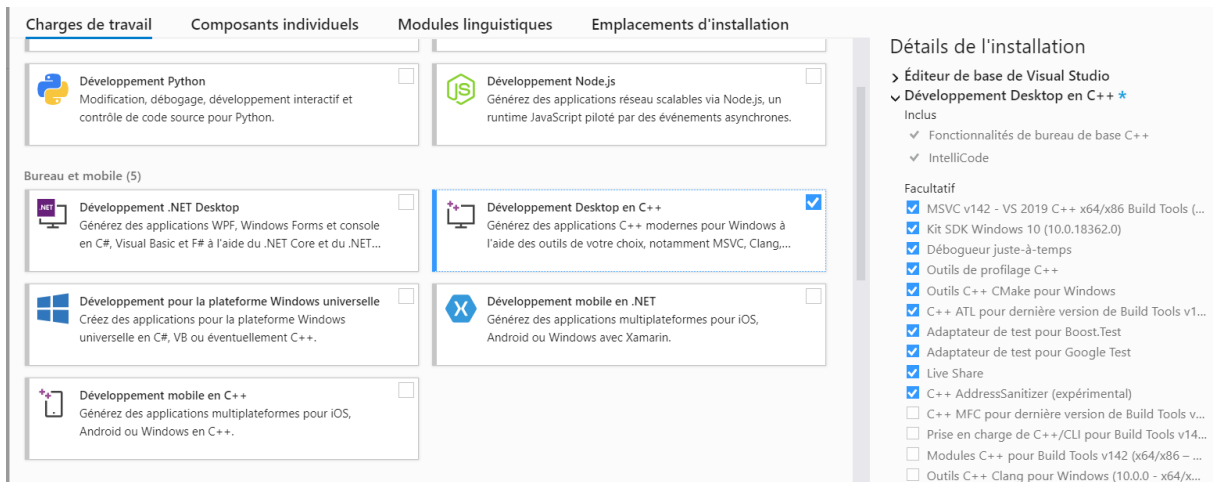 Charges de travail Composants individuels Modules linguistiques Emplacements d'installation
Développement Python
Modification, débogage, développement interactif et
contrôle de code source pour Python.
JS
Développement Node.js
Générez des applications réseau scalables via Node.js, un
runtime JavaScript piloté par des événements asynchrones.
Bureau et mobile (5)
.NET
Développement .NET Desktop
Générez des applications WPF, Windows Forms et console
en C#, Visual Basic et F# à l'aide du .NET Core et du .NET...
Développement Desktop en C++
Générez des applications C++ modernes pour Windows à
l'aide des outils de votre choix, notamment MSVC, Clang,...
Développement pour la plateforme Windows universelle
Créez des applications pour la plateforme Windows
universelle en C#, VB ou éventuellement C++.
Développement mobile en .NET
Générez des applications multiplateformes pour iOS,
Android ou Windows avec Xamarin.
Développement mobile en C++
Générez des applications multiplateformes pour iOS,
Android ou Windows en C++.
Détails de l'installation
Éditeur de base de Visual Studio
Développement Desktop en C++ *
Inclus
Fonctionnalités de bureau de base C++
IntelliCode
Facultatif
MSVC v142 - VS 2019 C++ x64/x86 Build Tools (...
Kit SDK Windows 10 (10.0.18362.0)
Débogueur juste-à-temps
Outils de profilage C++
Outils C++ CMake pour Windows
C++ ATL pour dernière version de Build Tools v1...
Adaptateur de test pour Boost.Test
Adaptateur de test pour Google Test
Live Share
C++ AddressSanitizer (expérimental)
C++ MFC pour dernière version de Build Tools v...
Prise en charge de C++/CLI pour Build Tools v14...
Modules C++ pour Build Tools v142 (x64/x86 – ...
Outils C++ Clang pour Windows (10.0.0 - x64/x...